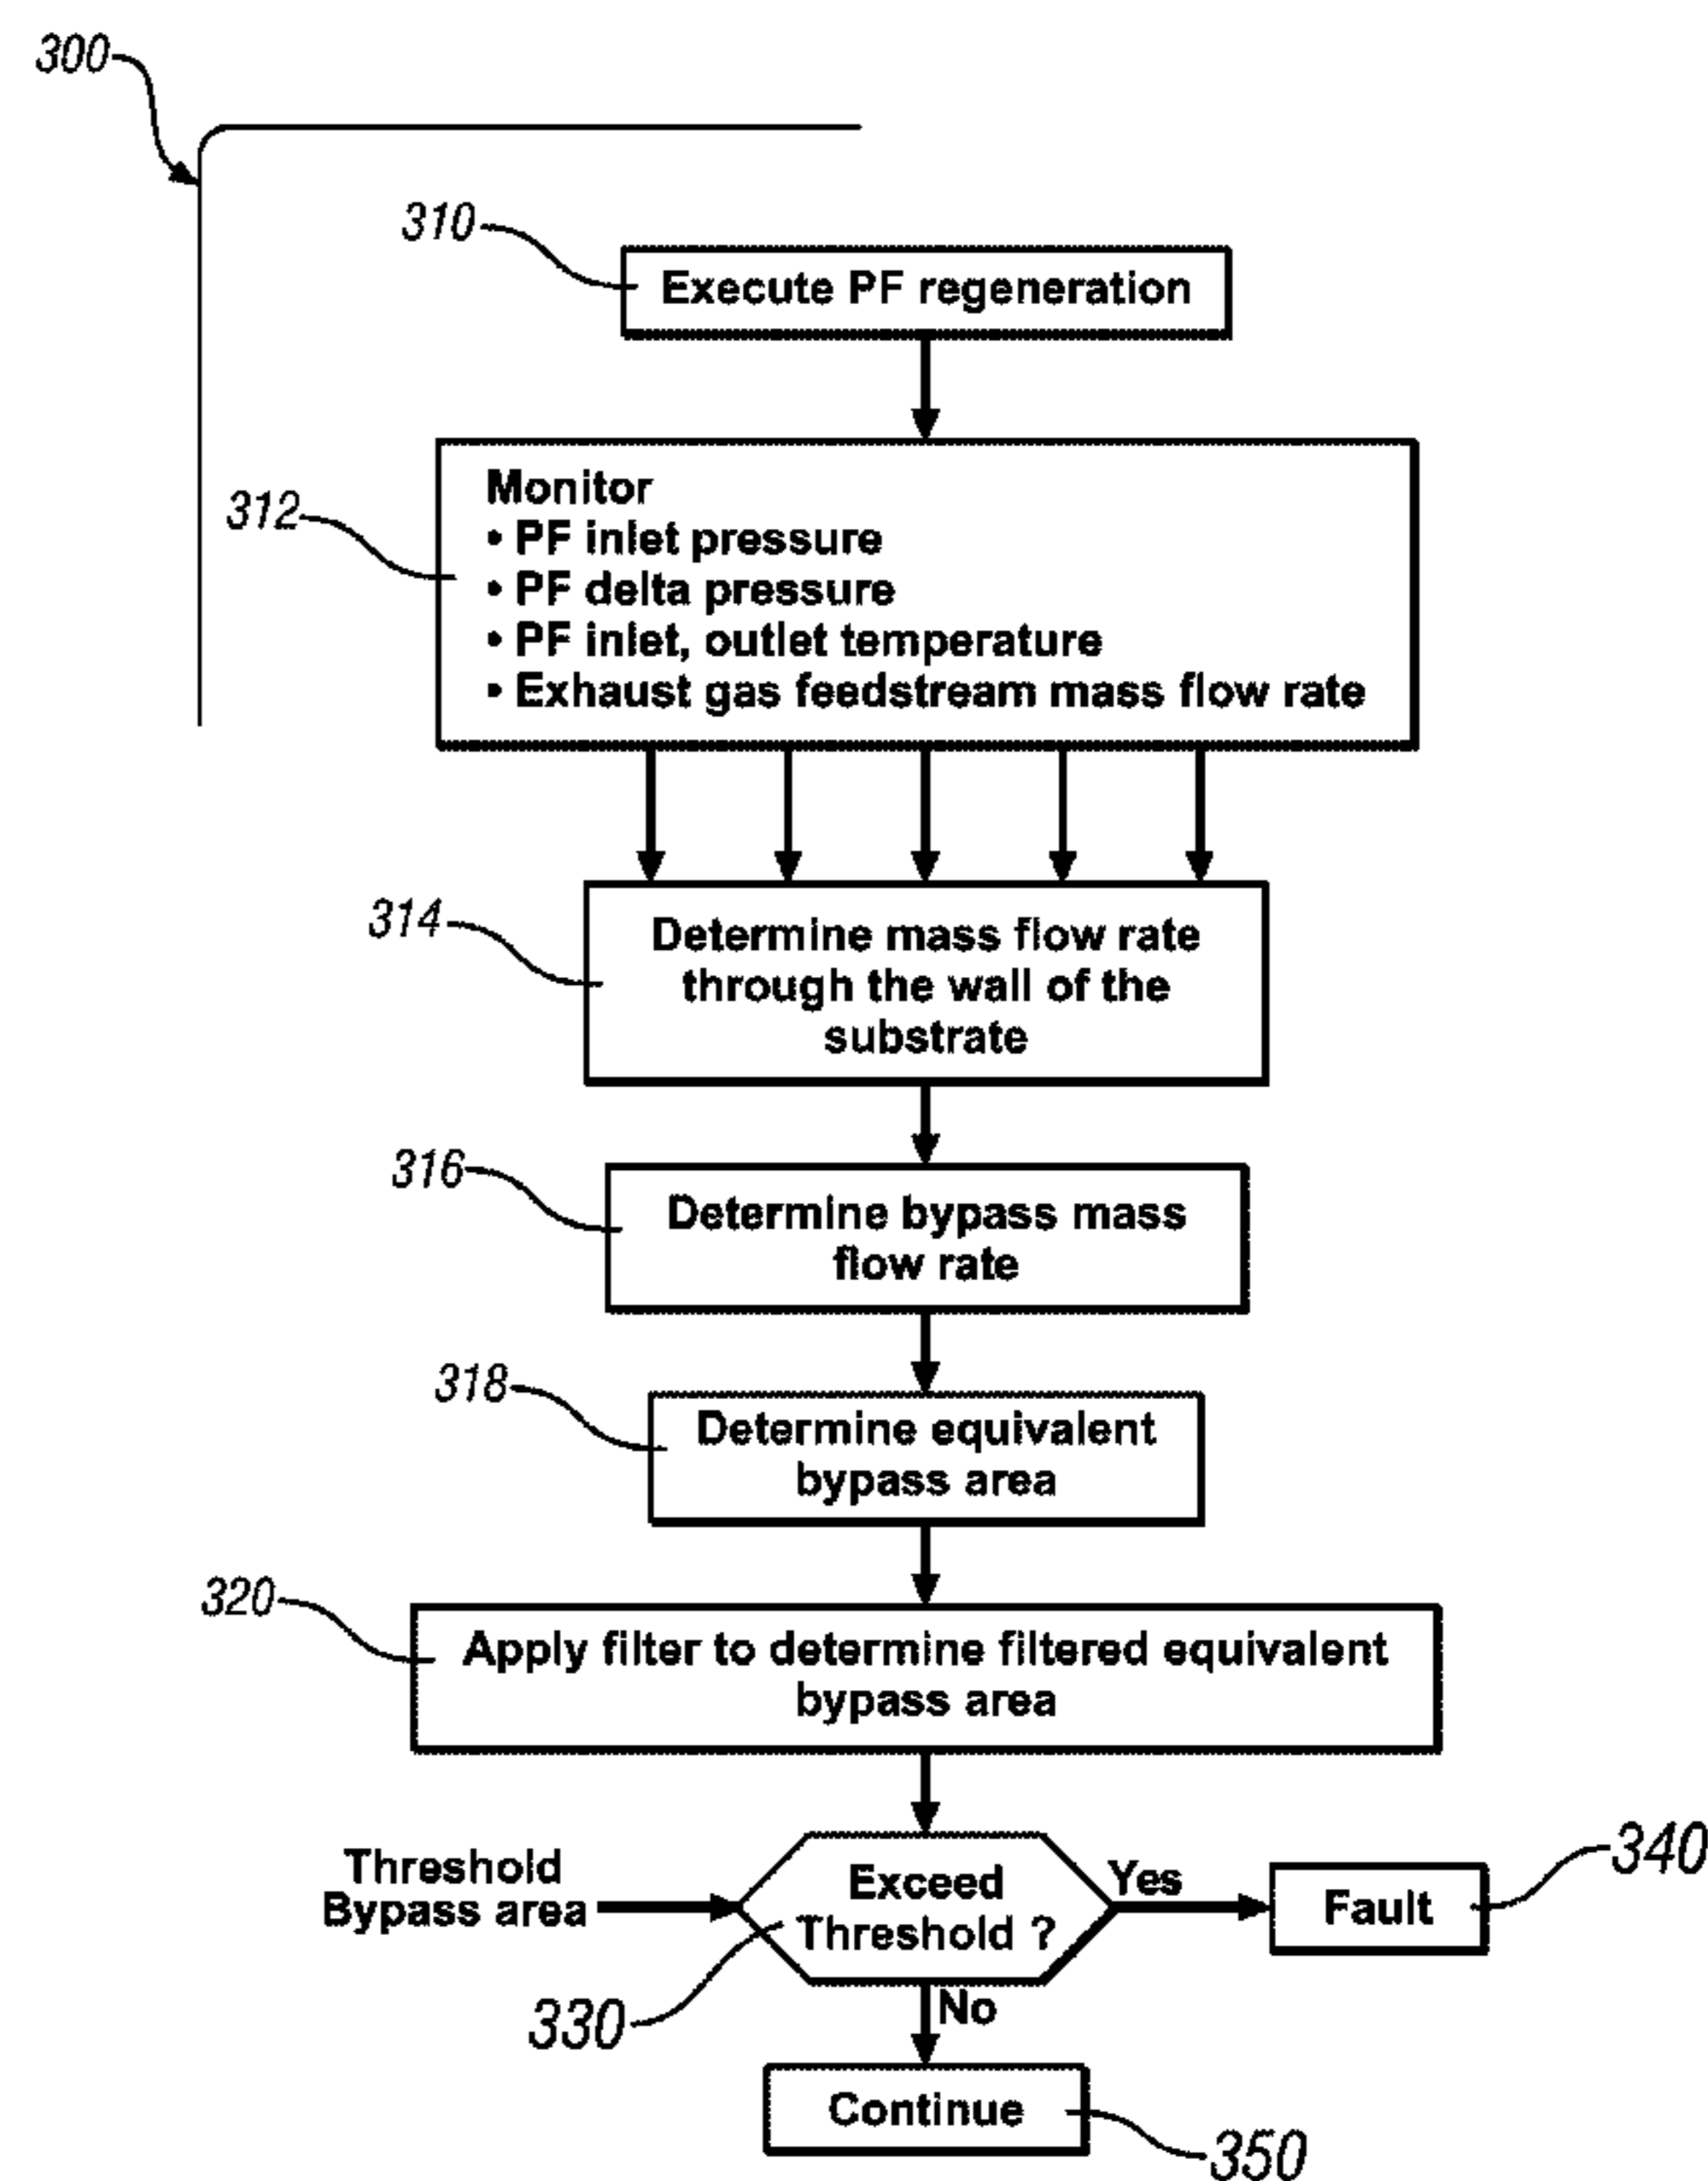 300
310
Execute PF regeneration
312
Monitor
• PF inlet pressure
• PF delta pressure
• PF inlet, outlet temperature
• Exhaust gas feedstream mass flow rate
314
Determine mass flow rate
through the wall of the
substrate
316
Determine bypass mass
flow rate
318
Determine equivalent
bypass area
320
Apply filter to determine filtered equivalent
bypass area
Threshold
Bypass area
Exceed
Threshold ?
Yes
Fault
340
330
No
Continue
350